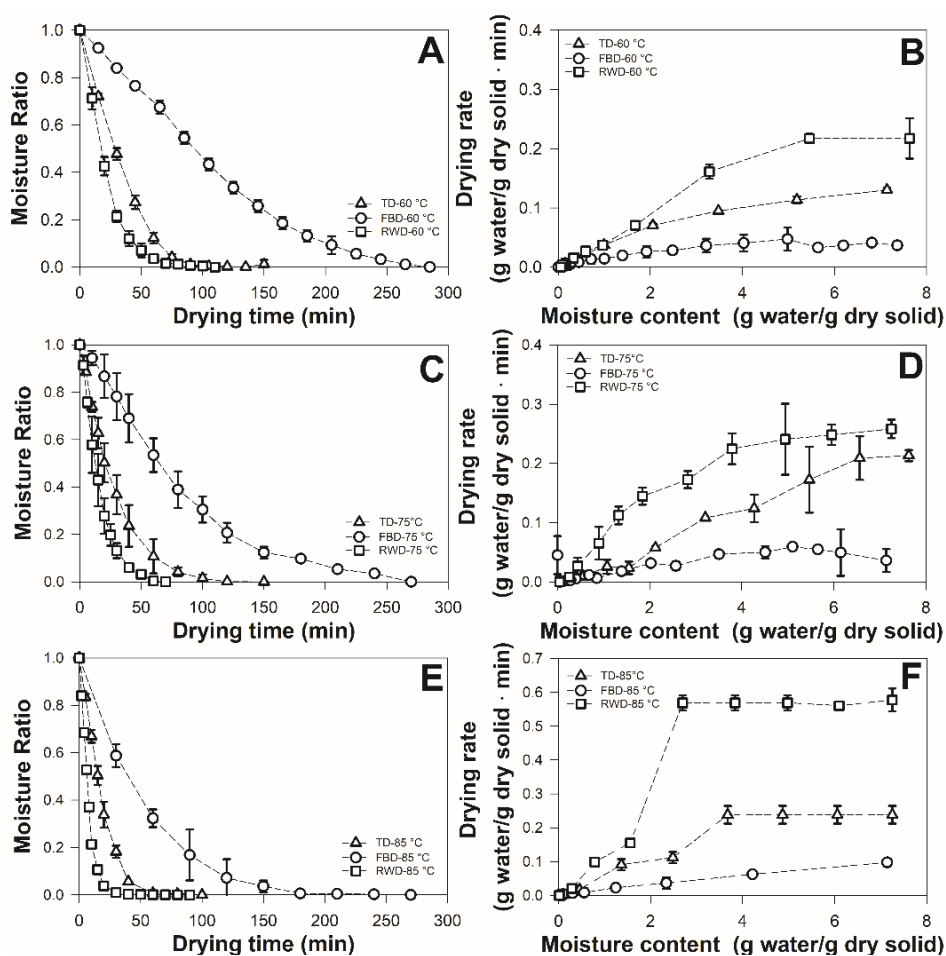 A
Moisture Ratio
1.0
0.8
0.6
0.4
0.2
0.0
TD-60 °C
FBD-60 °C
RWD-60 °C
0 50 100 150 200 250 300
Drying time (min)
B
Drying rate
(g water/g dry solid · min)
0.4
0.3
0.2
0.1
0.0
TD-60 °C
FBD-60 °C
RWD-60 °C
0 2 4 6 8
Moisture content (g water/g dry solid)
C
Moisture Ratio
1.0
0.8
0.6
0.4
0.2
0.0
TD-75°C
FBD-75 °C
RWD-75 °C
0 50 100 150 200 250 300
Drying time (min)
D
Drying rate
(g water/g dry solid · min)
0.4
0.3
0.2
0.1
0.0
TD-75°C
FBD-75 °C
RWD-75 °C
0 2 4 6 8
Moisture content (g water/g dry solid)
E
Moisture Ratio
1.0
0.8
0.6
0.4
0.2
0.0
TD-85 °C
FBD-85 °C
RWD-85 °C
0 50 100 150 200 250 300
Drying time (min)
F
Drying rate
(g water/g dry solid · min)
0.7
0.6
0.5
0.4
0.3
0.2
0.1
0.0
TD-85°C
FBD-85 °C
RWD-85 °C
0 2 4 6 8
Moisture content (g water/g dry solid)